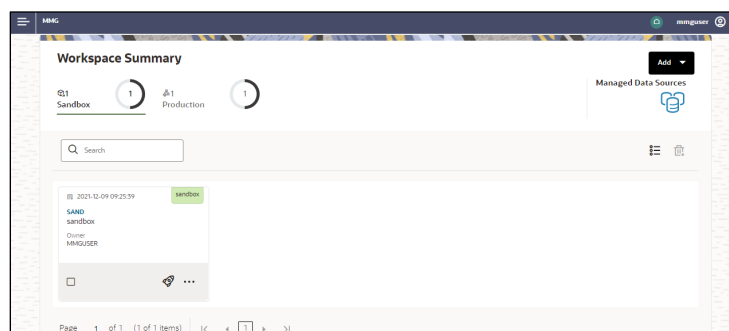 MMG
mmguser
Workspace Summary
Add
1
Sandbox
1
1
Production
1
Managed Data Sources
Search
2021-12-09 09:25:39
sandbox
SAND
sandbox
Owner
MMGUSER
Page 1 of 1 (1 of 1 items) 1